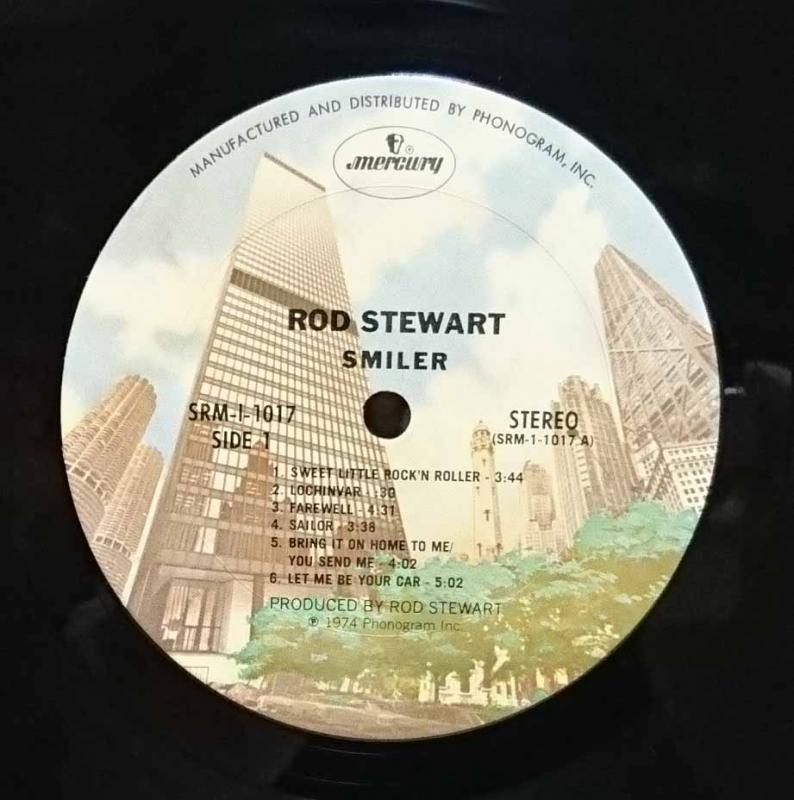 MANUFACTURED AND DISTRIBUTED BY PHONOGRAM, INC.
mercury ®
ROD STEWART
SMILER
SRM-1-1017
SIDE 1
STEREO
(SRM-1-1017 A)
1. SWEET LITTLE ROCK'N ROLLER - 3:44
2. LOCHINVAR - :30
3. FAREWELL - 4:31
4. SAILOR - 3:38
5. BRING IT ON HOME TO ME/
YOU SEND ME - 4:02
6. LET ME BE YOUR CAR - 5:02
PRODUCED BY ROD STEWART
℗ 1974 Phonogram Inc.